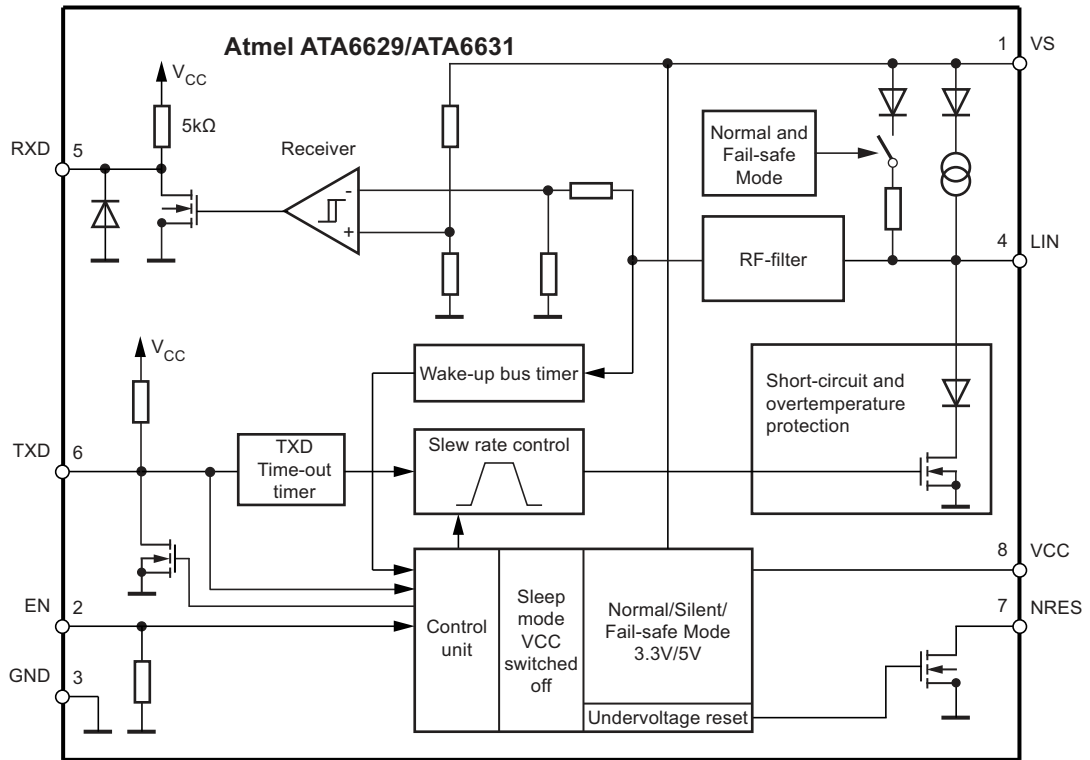 Atmel ATA6629/ATA6631
1
VS
VCC
5kΩ
RXD
5
Receiver
-
+
Normal and
Fail-safe
Mode
4
LIN
RF-filter
VCC
Wake-up bus timer
Short-circuit and
overtemperature
protection
TXD
6
TXD
Time-out
timer
Slew rate control
8
VCC
7
NRES
EN
2
Control
unit
Sleep
mode
VCC
switched
off
Normal/Silent/
Fail-safe Mode
3.3V/5V
GND
3
Undervoltage reset